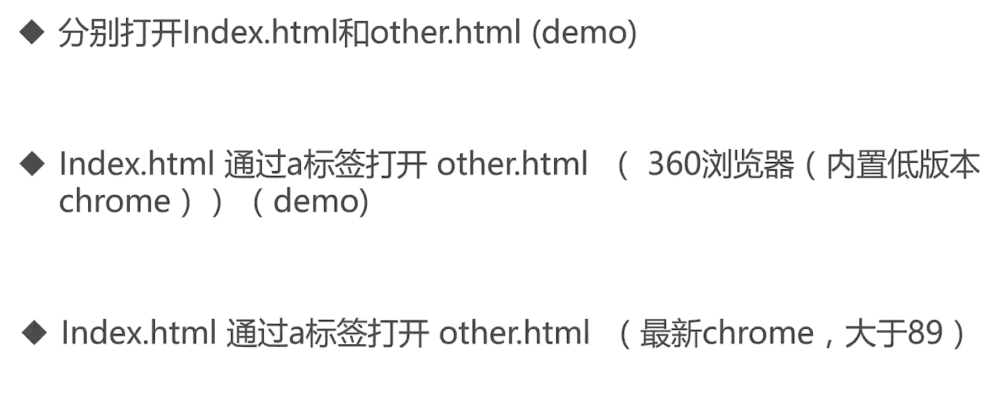 ◆ 分别打开Index.html和other.html (demo)
◆ Index.html 通过a标签打开 other.html （ 360浏览器（内置低版本
chrome ） ） （ demo)
◆ Index.html 通过a标签打开 other.html （最新chrome，大于89 ）